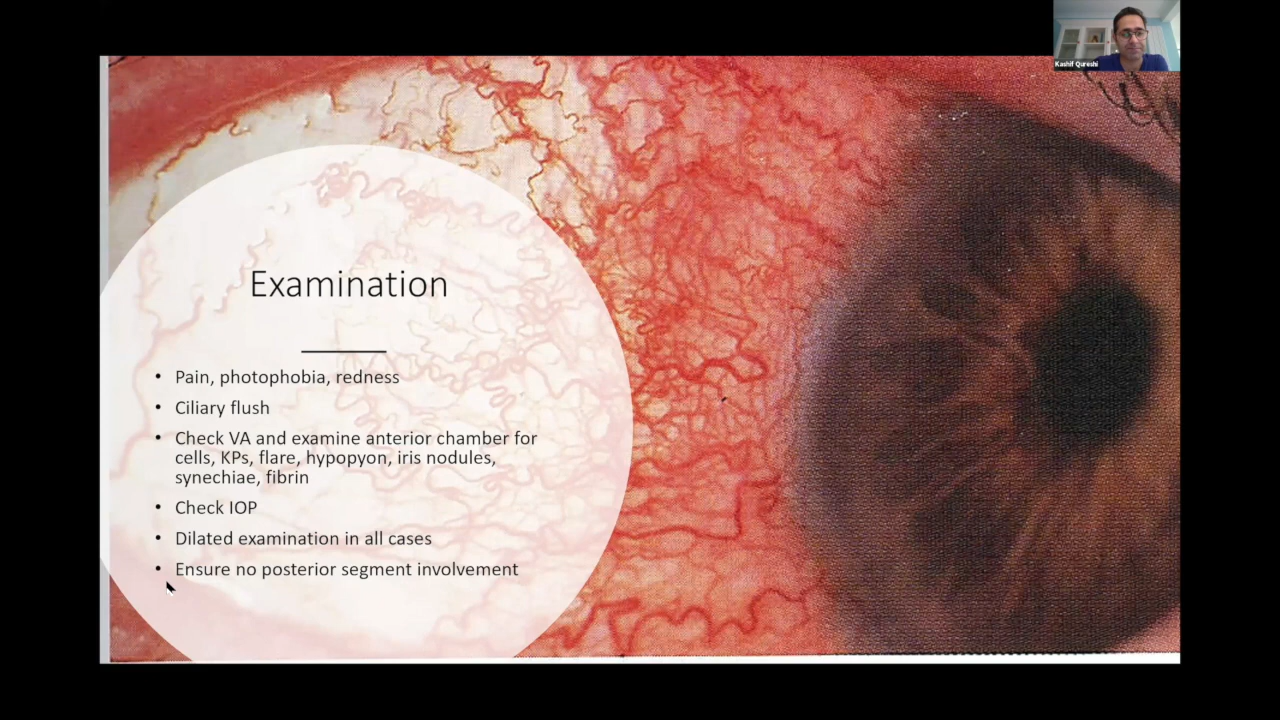 Kashif Qureshi
Examination
• Pain, photophobia, redness
• Ciliary flush
• Check VA and examine anterior chamber for
cells, KPs, flare, hypopyon, iris nodules,
synechiae, fibrin
• Check IOP
• Dilated examination in all cases
• Ensure no posterior segment involvement